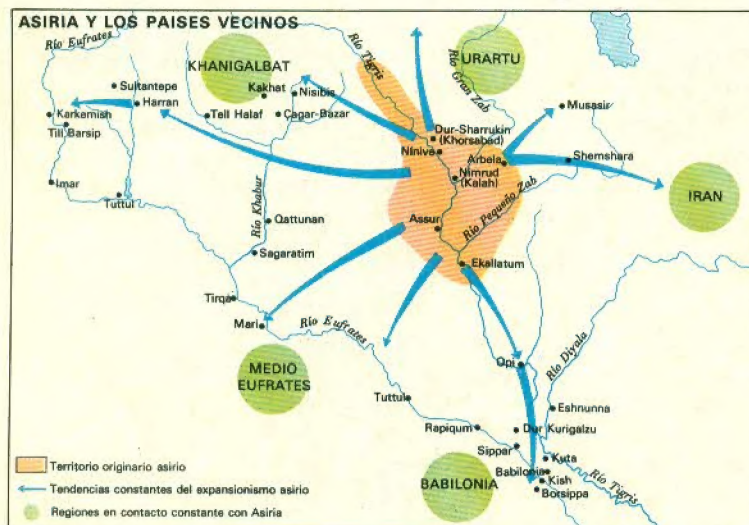 ASIRIA Y LOS PAISES VECINOS
Río Eufrates
KHANIGALBAT
Río Tigris
URARTU
Río Gran Zab
Sultantepe
Kakhat
Nisibis
Harran
Musasir
Karkemish
Tell Halaf
Çagar-Bazar
Till Barsip
Dur-Sharrukin
(Khorsabad)
Nínive
Arbela
Shemshara
Imar
Nimrud
(Kalah)
Tuttul
Río Pequeño Zab
IRAN
Río Khabur
Qattunan
Assur
Sagaratim
Ekallatum
Tirqa
Mari
Río Eufrates
Río Diyala
MEDIO
EUFRATES
Opi
Tuttul
Eshnunna
Rapiqum
Dur Kurigalzu
Sippar
Kuta
Territorio originario asirio
Babilonia
Río Tigris
BABILONIA
Kish
Tendencias constantes del expansionismo asirio
Borsippa
Regiones en contacto constante con Asiria